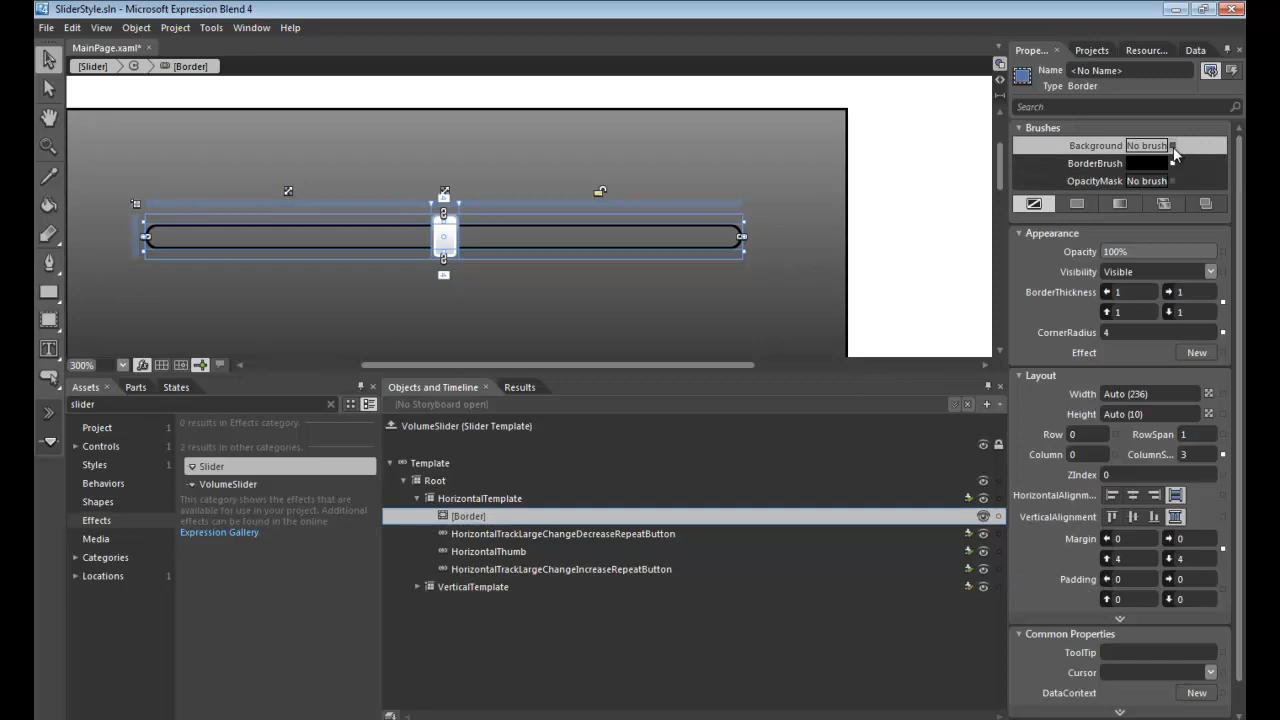 SliderStyle.sln - Microsoft Expression Blend 4
File Edit View Object Project Tools Window Help
MainPage.xaml* ×
[Slider] [Border]
300%
Assets × Parts States
slider
Project 1
Controls 1
Styles 1
Behaviors
Shapes
Effects
Media
Categories 1
Locations 1
0 results in Effects category.
2 results in other categories.
Slider
VolumeSlider
This category shows the effects that are
available for use in your project. Additional
effects can be found in the online
Expression Gallery
Objects and Timeline × Results
(No Storyboard open)
VolumeSlider (Slider Template)
Template
Root
HorizontalTemplate
[Border]
HorizontalTrackLargeChangeDecreaseRepeatButton
HorizontalThumb
HorizontalTrackLargeChangeIncreaseRepeatButton
VerticalTemplate
Prope... × Projects Resourc... Data
Name <No Name>
Type Border
Search
Brushes
Background No brush
BorderBrush
OpacityMask No brush
Appearance
Opacity 100%
Visibility Visible
BorderThickness 1 1
1 1
CornerRadius 4
Effect New
Layout
Width Auto (236)
Height Auto (10)
Row 0 RowSpan 1
Column 0 ColumnS... 3
ZIndex 0
HorizontalAlignm...
VerticalAlignment
Margin 0 0
4 4
Padding 0 0
0 0
Common Properties
ToolTip
Cursor
DataContext New